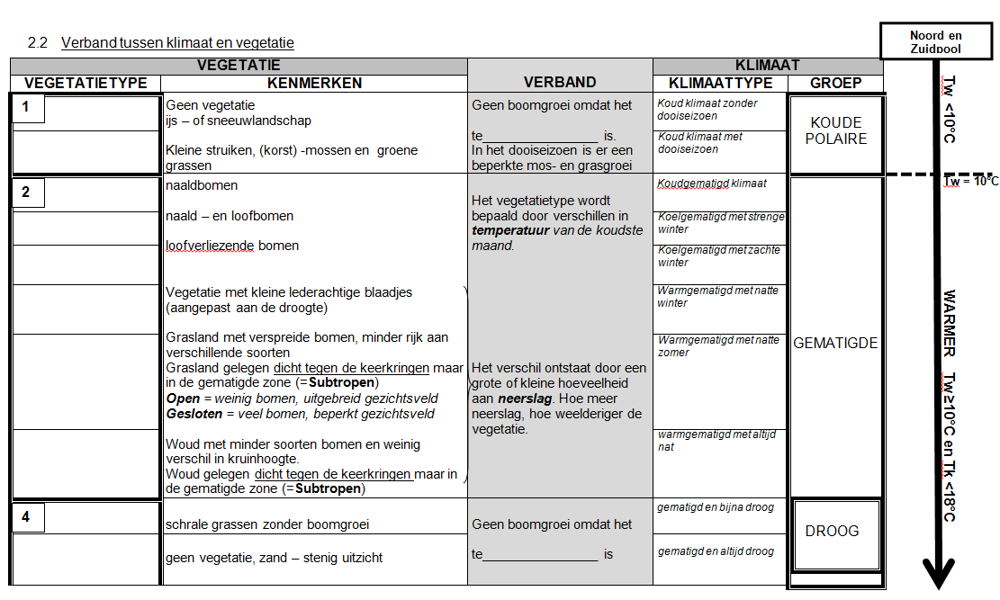 2.2 Verband tussen klimaat en vegetatie
Noord en
Zuidpool
VEGETATIE
KLIMAAT
VEGETATIETYPE
KENMERKEN
VERBAND
KLIMAATTYPE
GROEP
1
Geen vegetatie
ijs – of sneeuwlandschap
Kleine struiken, (korst) -mossen en groene
grassen
Geen boomgroei omdat het
te________________ is.
In het dooiseizoen is er een
beperkte mos- en grasgroei
Koud klimaat zonder
dooiseizoen
Koud klimaat met
dooiseizoen
KOUDE
POLAIRE
Tw <10°C
Tw = 10°C
2
naaldbomen
naald – en loofbomen
loofverliezende bomen
Vegetatie met kleine lederachtige blaadjes
(aangepast aan de droogte)
Grasland met verspreide bomen, minder rijk aan
verschillende soorten
Grasland gelegen dicht tegen de keerkringen maar
in de gematigde zone (=Subtropen)
Open = weinig bomen, uitgebreid gezichtsveld
Gesloten = veel bomen, beperkt gezichtsveld
Woud met minder soorten bomen en weinig
verschil in kruinhoogte.
Woud gelegen dicht tegen de keerkringen maar in
de gematigde zone (=Subtropen)
Het vegetatietype wordt
bepaald door verschillen in
temperatuur van de koudste
maand.
Het verschil ontstaat door een
grote of kleine hoeveelheid
aan neerslag. Hoe meer
neerslag, hoe weelderiger de
vegetatie.
Koudgematigd klimaat
Koelgematigd met strenge
winter
Koelgematigd met zachte
winter
Warmgematigd met natte
winter
Warmgematigd met natte
zomer
warmgematigd met altijd
nat
GEMATIGDE
WARMER Tw≥10°C en Tk <18°C
4
schrale grassen zonder boomgroei
geen vegetatie, zand – stenig uitzicht
Geen boomgroei omdat het
te________________ is
gematigd en bijna droog
gematigd en altijd droog
DROOG